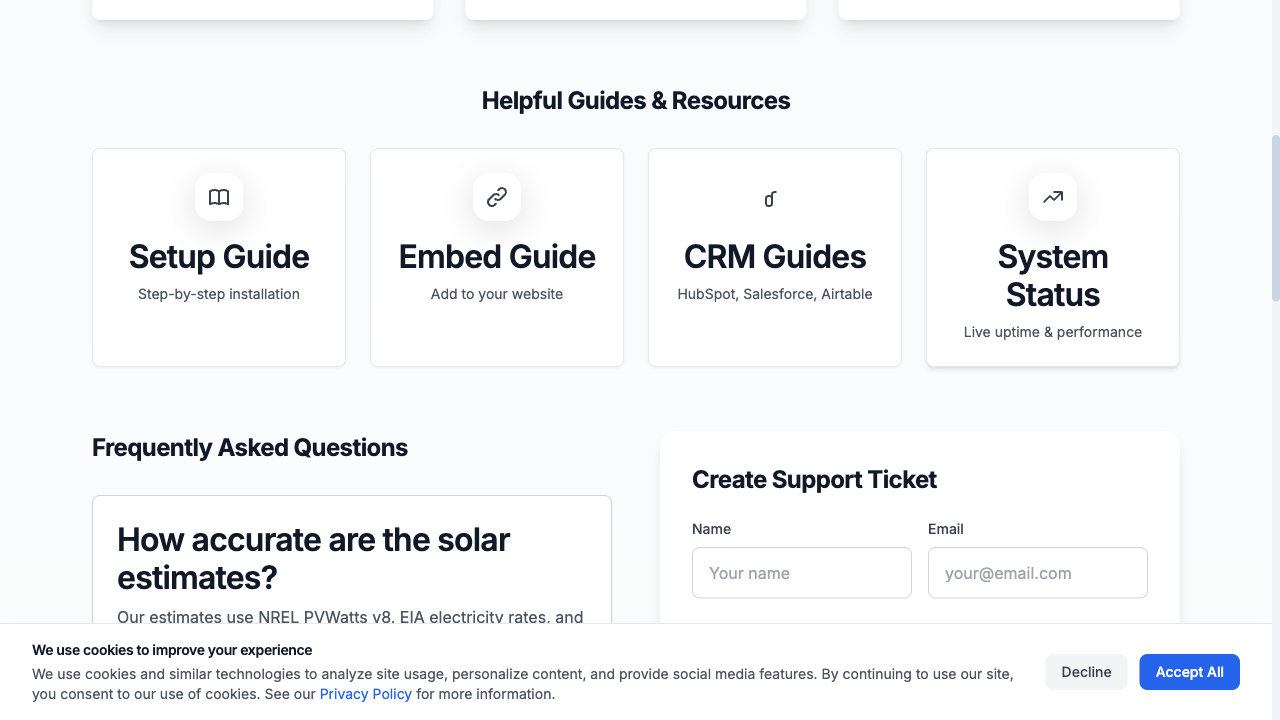 Helpful Guides & Resources
Setup Guide
Step-by-step installation
Embed Guide
Add to your website
CRM Guides
HubSpot, Salesforce, Airtable
System
Status
Live uptime & performance
Frequently Asked Questions
How accurate are the solar
estimates?
Our estimates use NREL PVWatts v8, EIA electricity rates, and
Create Support Ticket
Name
Email
Your name
your@email.com
We use cookies to improve your experience
We use cookies and similar technologies to analyze site usage, personalize content, and provide social media features. By continuing to use our site,
you consent to our use of cookies. See our Privacy Policy for more information.
Decline
Accept All